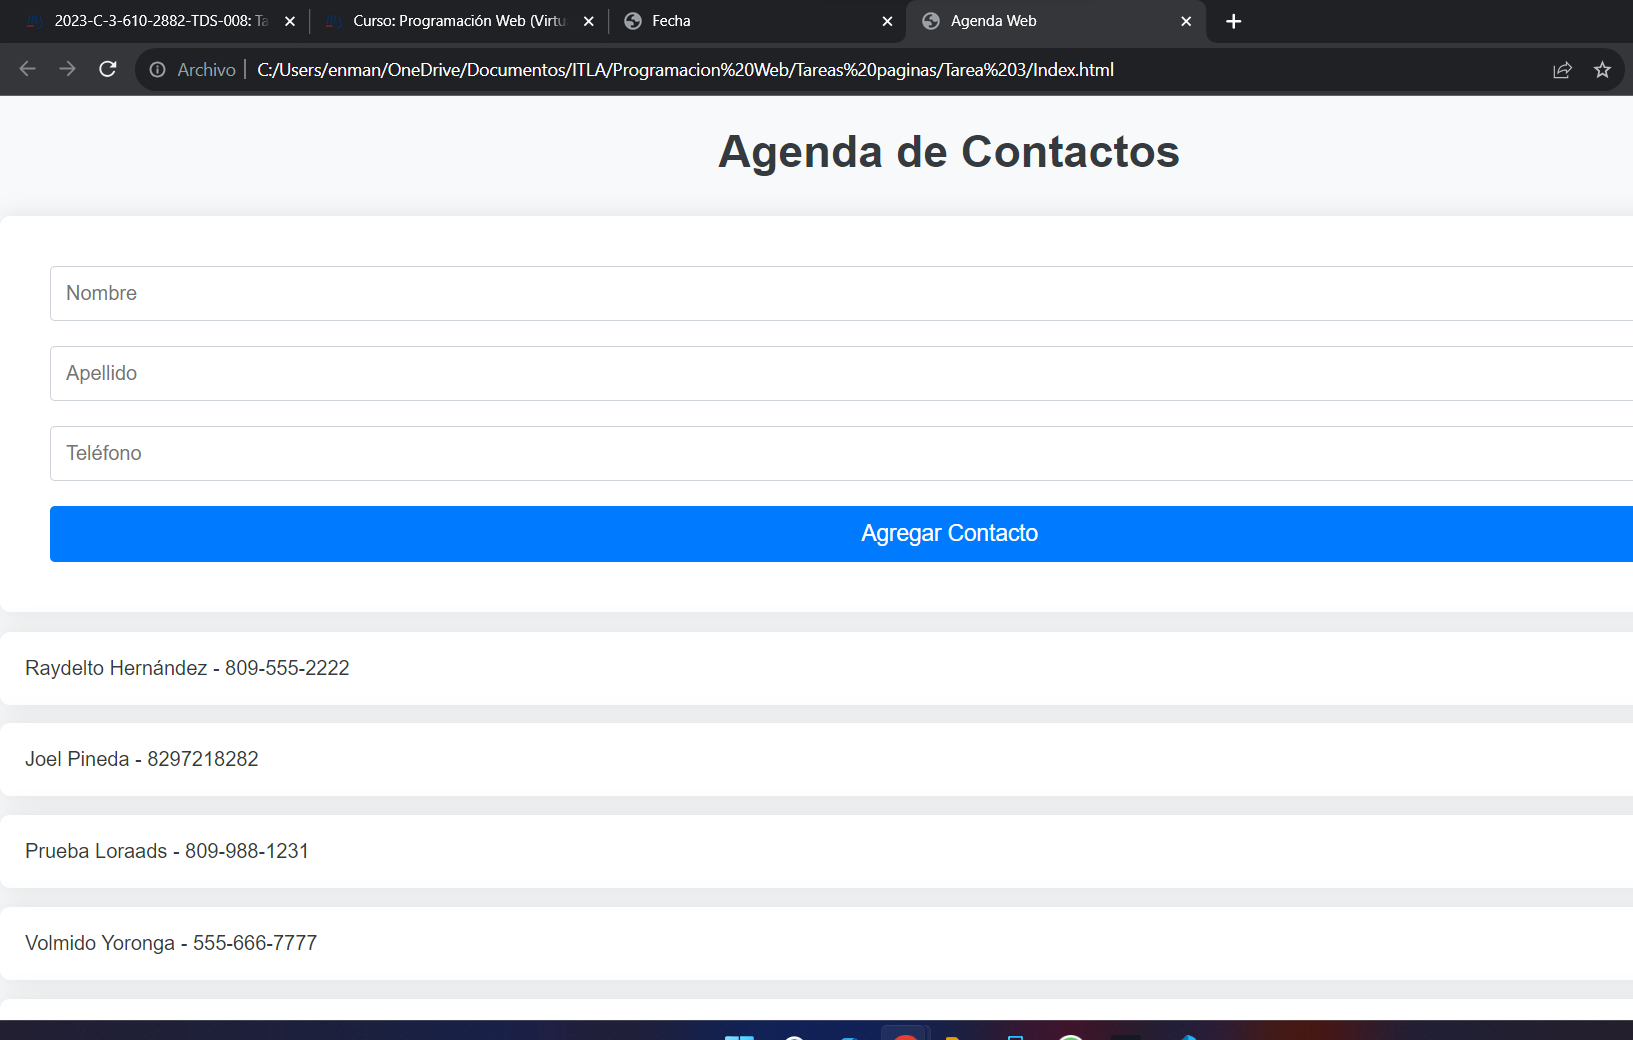 2023-C-3-610-2882-TDS-008: Ta
Curso: Programación Web (Virtu
Fecha
Agenda Web
Archivo
C:/Users/enman/OneDrive/Documentos/ITLA/Programacion%20Web/Tareas%20paginas/Tarea%203/Index.html
Agenda de Contactos
Nombre
Apellido
Teléfono
Agregar Contacto
Raydelto Hernández - 809-555-2222
Joel Pineda - 8297218282
Prueba Loraads - 809-988-1231
Volmido Yoronga - 555-666-7777